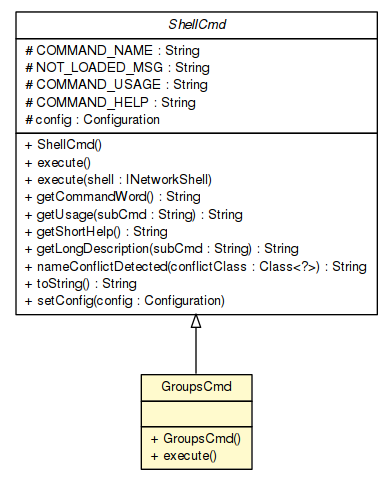 ShellCmd
# COMMAND_NAME : String
# NOT_LOADED_MSG : String
# COMMAND_USAGE : String
# COMMAND_HELP : String
# config : Configuration
+ ShellCmd()
+ execute()
+ execute(shell : INetworkShell)
+ getCommandWord() : String
+ getUsage(subCmd : String) : String
+ getShortHelp() : String
+ getLongDescription(subCmd : String) : String
+ nameConflictDetected(conflictClass : Class<?>) : String
+ toString() : String
+ setConfig(config : Configuration)
GroupsCmd
+ GroupsCmd()
+ execute()